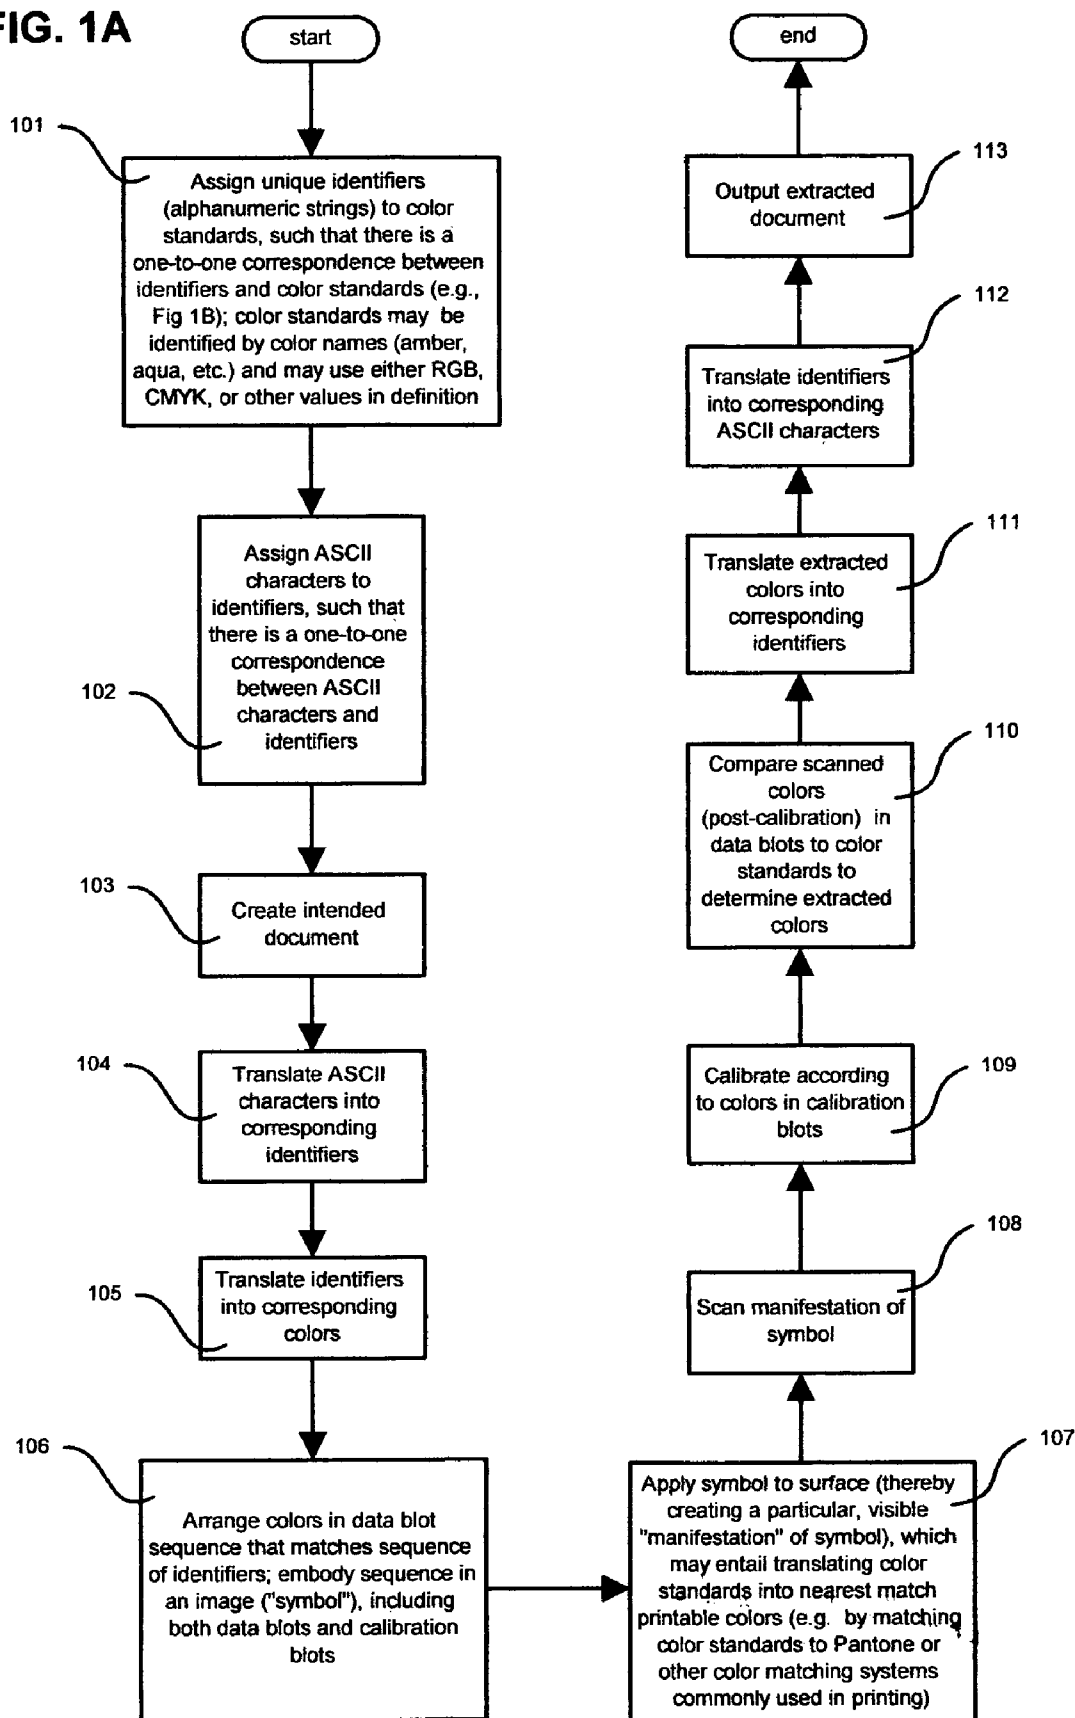 FIG. 1A
start
101
Assign unique identifiers
(alphanumeric strings) to color
standards, such that there is a
one-to-one correspondence between
identifiers and color standards (e.g.,
Fig 1B); color standards may be
identified by color names (amber,
aqua, etc.) and may use either RGB,
CMYK, or other values in definition
102
Assign ASCII
characters to
identifiers, such that
there is a one-to-one
correspondence
between ASCII
characters and
identifiers
103
Create intended
document
104
Translate ASCII
characters into
corresponding
identifiers
105
Translate identifiers
into corresponding
colors
106
Arrange colors in data blot
sequence that matches sequence
of identifiers; embody sequence in
an image ("symbol"), including
both data blots and calibration
blots
107
Apply symbol to surface (thereby
creating a particular, visible
"manifestation" of symbol), which
may entail translating color
standards into nearest match
printable colors (e.g. by matching
color standards to Pantone or
other color matching systems
commonly used in printing)
108
Scan manifestation of
symbol
109
Calibrate according
to colors in calibration
blots
110
Compare scanned
colors
(post-calibration) in
data blots to color
standards to
determine extracted
colors
111
Translate extracted
colors into
corresponding
identifiers
112
Translate identifiers
into corresponding
ASCII characters
113
Output extracted
document
end